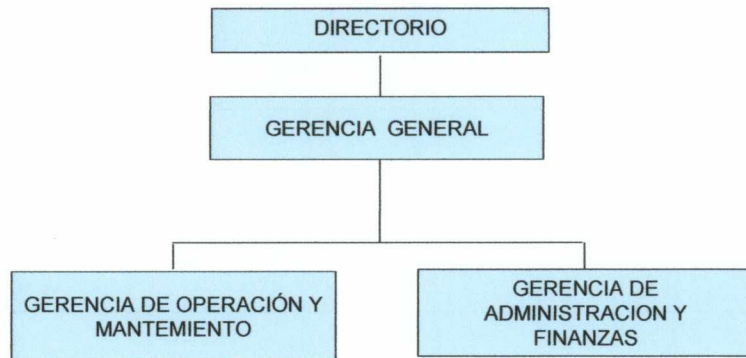 DIRECTORIO
GERENCIA GENERAL
GERENCIA DE OPERACIÓN Y
MANTEMIENTO
GERENCIA DE
ADMINISTRACION Y
FINANZAS